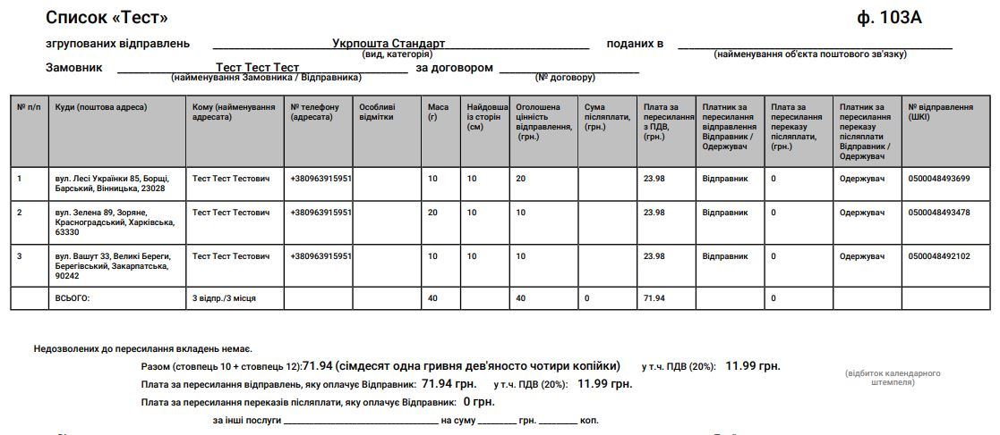 Список «Тест» ф. 103А
згрупованих відправлень Укрпошта Стандарт поданих в
(вид, категорія) (найменування об'єкта поштового зв'язку)
Замовник Тест Тест Тест за договором
(найменування Замовника / Відправника) (№ договору)
№ п/п
Куди (поштова адреса)
Кому (найменування
адресата)
№ телефону
(адресата)
Особливі
відмітки
Маса
(г)
Найдовша
із сторін
(см)
Оголошена
цінність
відправлення,
(грн.)
Сума
післяплати,
(грн.)
Плата за
пересилання
з ПДВ,
(грн.)
Платник за
пересилання
відправлення
Відправник /
Одержувач
Плата за
пересилання
переказу
післяплати,
(грн.)
Платник за
пересилання
переказу
післяплати
Відправник /
Одержувач
№ відправлення
(ШКІ)
1 вул. Лесі Українки 85, Борщі, Тест Тест Тестович +380963915951 10 10 20 23.98 Відправник 0 Одержувач 0500048493699
Барський, Вінницька, 23028
2 вул. Зелена 89, Зоряне, Тест Тест Тестович +380963915951 20 10 10 23.98 Відправник 0 Одержувач 0500048493478
Красноградський, Харківська,
63330
3 вул. Вашут 33, Великі Береги, Тест Тест Тестович +380963915951 10 10 10 23.98 Відправник 0 Одержувач 0500048492102
Берегівський, Закарпатська,
90242
ВСЬОГО: 3 відпр./3 місця 40 40 0 71.94 0
Недозволених до пересилання вкладень немає.
Разом (стовпець 10 + стовпець 12):71.94 (сімдесят одна гривня дев'яносто чотири копійки) у т.ч. ПДВ (20%): 11.99 грн.
(відбиток календарного
штемпеля)
Плата за пересилання відправлень, яку оплачує Відправник: 71.94 грн. у т.ч. ПДВ (20%): 11.99 грн.
Плата за пересилання переказів післяплати, яку оплачує Відправник: 0 грн.
за інші послуги на суму грн. коп.